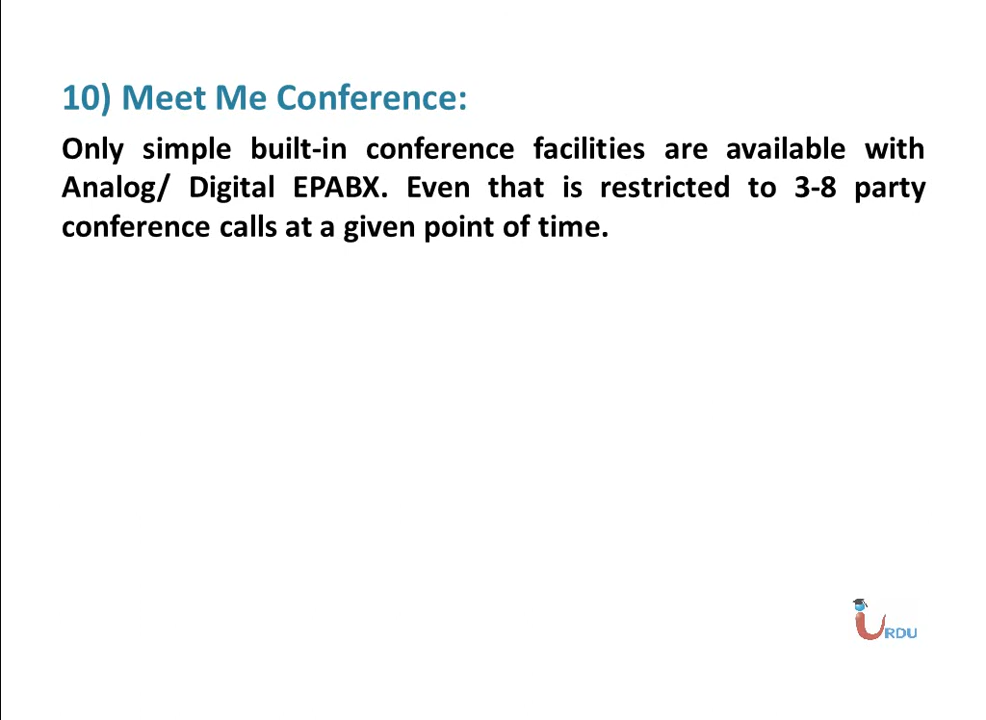 10) Meet Me Conference:
Only simple built-in conference facilities are available with
Analog/ Digital EPABX. Even that is restricted to 3-8 party
conference calls at a given point of time.
URDU